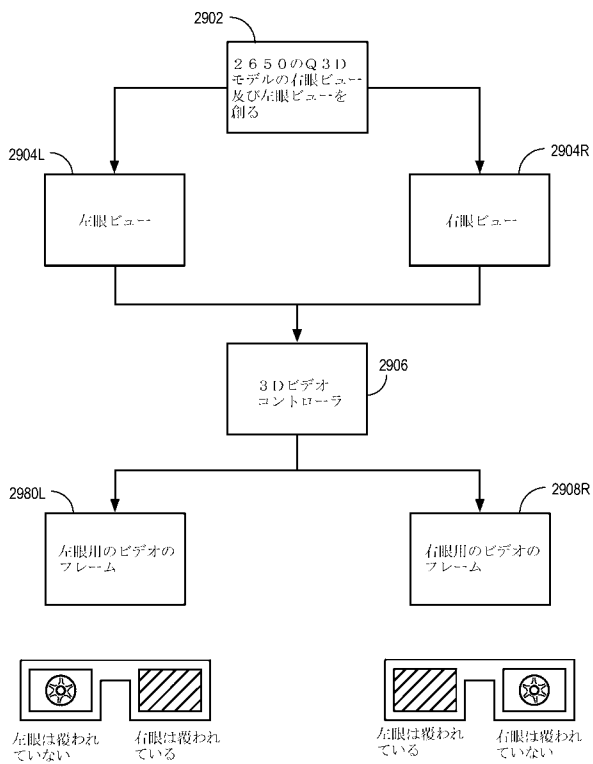 2902
２６５０のＱ３Ｄ
モデルの右眼ビュー
及び左眼ビューを
創る
2904L
2904R
左眼ビュー
右眼ビュー
2906
３Ｄビデオ
コントローラ
2980L
2908R
左眼用のビデオの
フレーム
右眼用のビデオの
フレーム
左眼は覆われ
ていない
右眼は覆われ
ている
左眼は覆われ
ている
右眼は覆われ
ていない